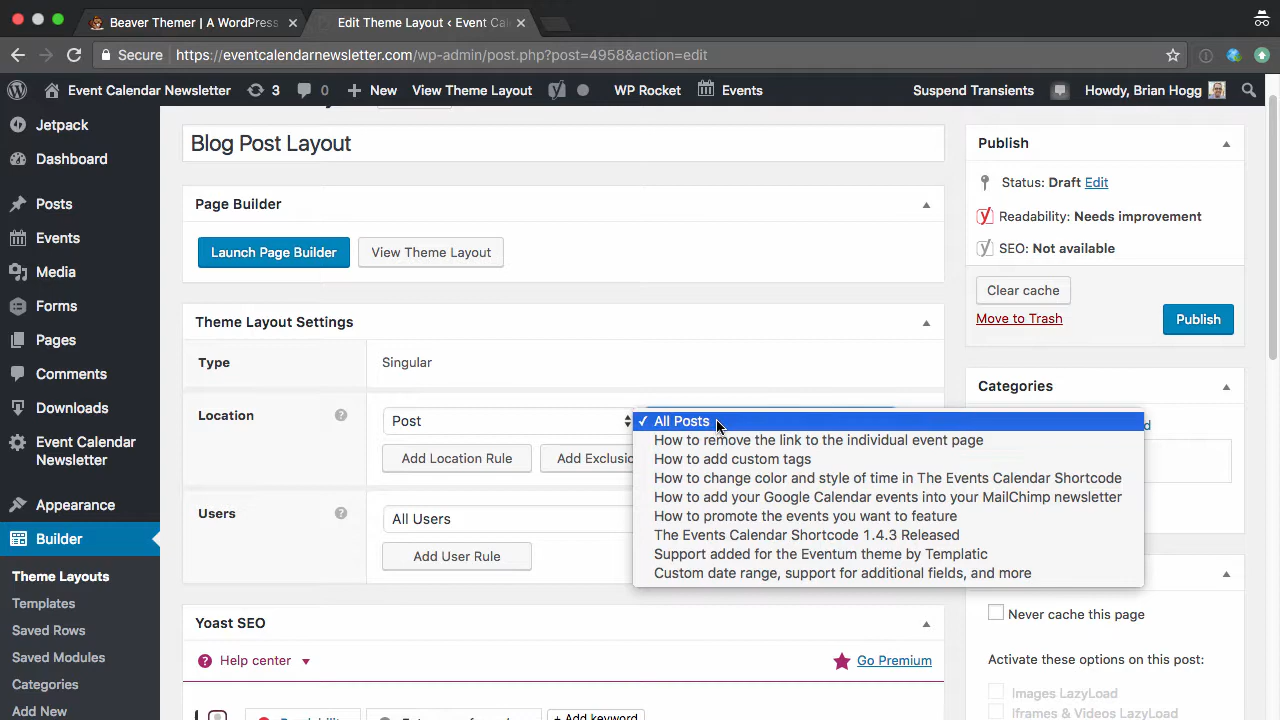 Beaver Themer | A WordPress
Edit Theme Layout ‹ Event Cal
Secure
https://eventcalendarnewsletter.com/wp-admin/post.php?post=4958&action=edit
Event Calendar Newsletter
3
0
New
View Theme Layout
WP Rocket
Events
Suspend Transients
Howdy, Brian Hogg
Jetpack
Dashboard
Posts
Events
Media
Forms
Pages
Comments
Downloads
Event Calendar
Newsletter
Appearance
Builder
Theme Layouts
Templates
Saved Rows
Saved Modules
Categories
Add New
Blog Post Layout
Page Builder
Launch Page Builder
View Theme Layout
Theme Layout Settings
Type
Singular
Location
?
Post
Add Location Rule
Add Exclusio
All Posts
How to remove the link to the individual event page
How to add custom tags
How to change color and style of time in The Events Calendar Shortcode
How to add your Google Calendar events into your MailChimp newsletter
How to promote the events you want to feature
The Events Calendar Shortcode 1.4.3 Released
Support added for the Eventum theme by Templatic
Custom date range, support for additional fields, and more
Users
?
All Users
Add User Rule
Yoast SEO
Help center
Go Premium
+ Add keyword
Publish
Status: Draft Edit
Readability: Needs improvement
SEO: Not available
Clear cache
Move to Trash
Publish
Categories
Never cache this page
Activate these options on this post:
Images LazyLoad
Iframes & Videos LazyLoad